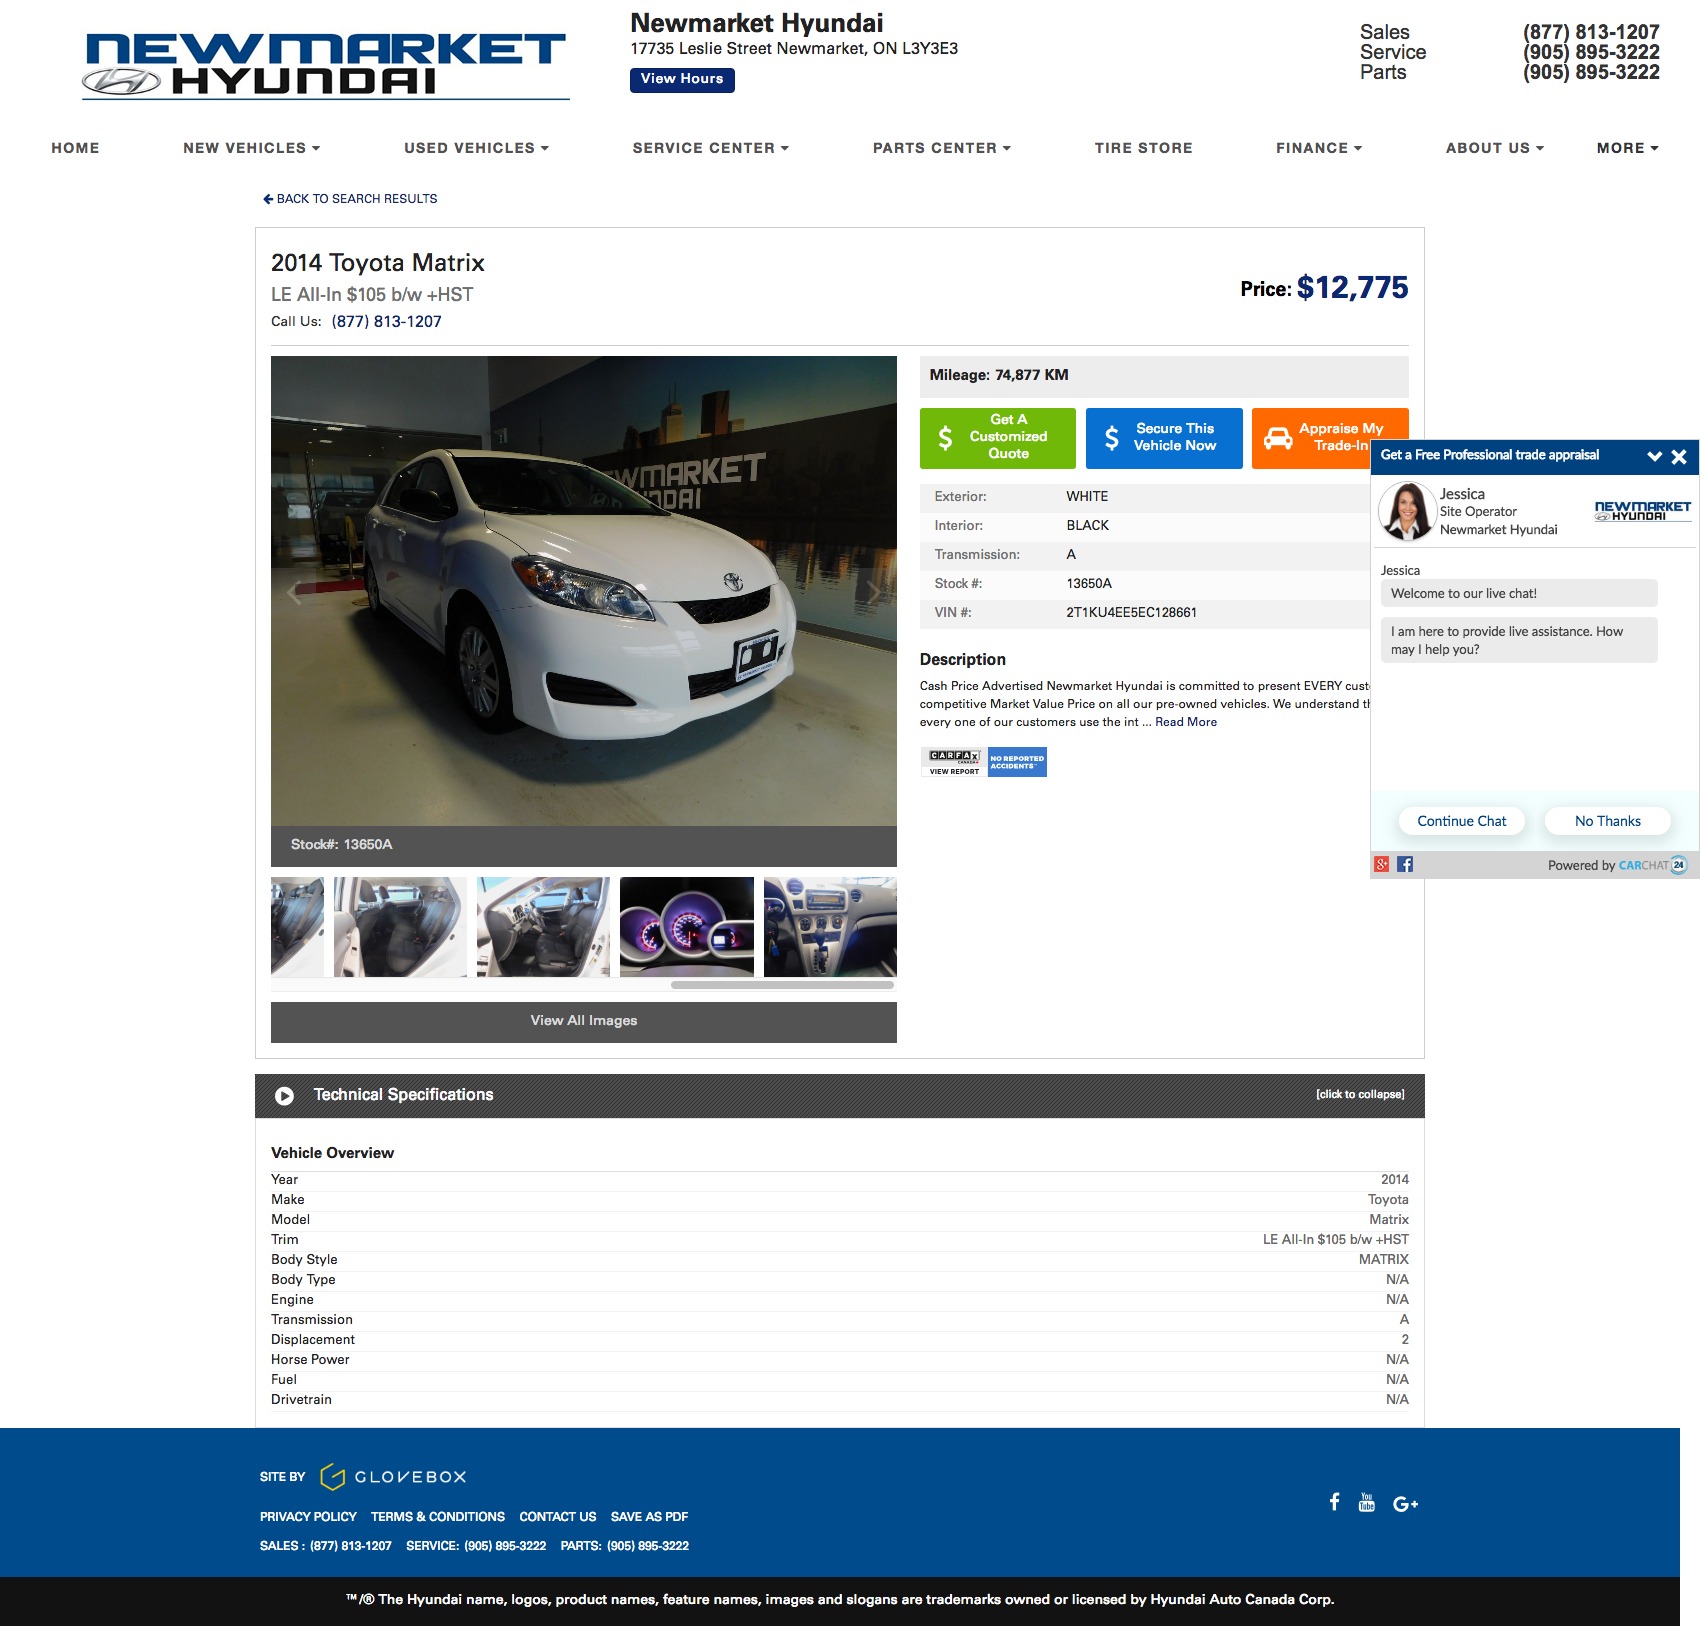 NEWMARKET
HYUNDAI
Newmarket Hyundai
17735 Leslie Street Newmarket, ON L3Y3E3
View Hours
Sales (877) 813-1207
Service (905) 895-3222
Parts (905) 895-3222
HOME NEW VEHICLES USED VEHICLES SERVICE CENTER PARTS CENTER TIRE STORE FINANCE ABOUT US MORE
BACK TO SEARCH RESULTS
2014 Toyota Matrix
LE All-In $105 b/w +HST
Call Us: (877) 813-1207
Price: $12,775
NEWMARKET
HYUNDAI
Stock#: 13650A
View All Images
Mileage: 74,877 KM
$ Get A
Customized
Quote
$ Secure This
Vehicle Now
Appraise My
Trade-In
Exterior: WHITE
Interior: BLACK
Transmission: A
Stock #: 13650A
VIN #: 2T1KU4EE5EC128661
Description
Cash Price Advertised Newmarket Hyundai is committed to present EVERY cust
competitive Market Value Price on all our pre-owned vehicles. We understand th
every one of our customers use the int ... Read More
CARFAX
CANADA
VIEW REPORT
NO REPORTED
ACCIDENTS
Get a Free Professional trade appraisal
Jessica
Site Operator
Newmarket Hyundai
NEWMARKET
HYUNDAI
Jessica
Welcome to our live chat!
I am here to provide live assistance. How
may I help you?
Continue Chat No Thanks
Powered by CARCHAT 24
Technical Specifications [click to collapse]
Vehicle Overview
Year 2014
Make Toyota
Model Matrix
Trim LE All-In $105 b/w +HST
Body Style MATRIX
Body Type N/A
Engine N/A
Transmission A
Displacement 2
Horse Power N/A
Fuel N/A
Drivetrain N/A
SITE BY GLOVEBOX
PRIVACY POLICY TERMS & CONDITIONS CONTACT US SAVE AS PDF
SALES : (877) 813-1207 SERVICE: (905) 895-3222 PARTS: (905) 895-3222
You
Tube
G+
™/® The Hyundai name, logos, product names, feature names, images and slogans are trademarks owned or licensed by Hyundai Auto Canada Corp.